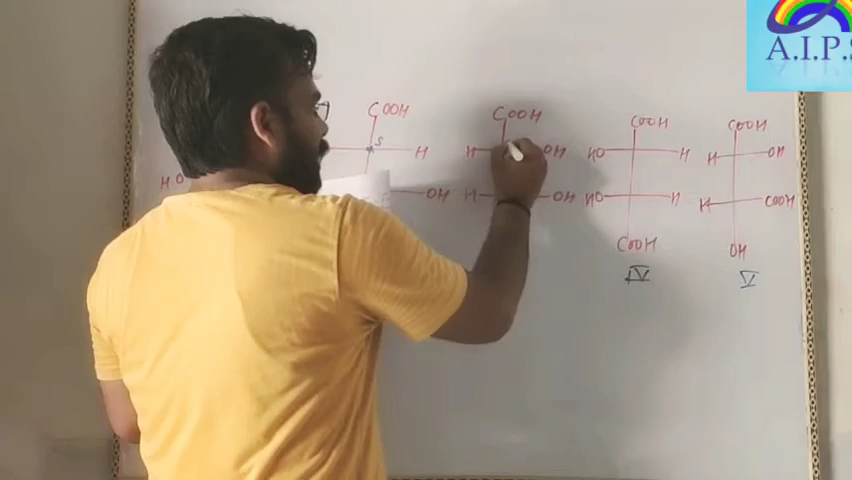 A.I.P.S
COOH COOH COOH COOH
S
H H OH HO H H OH
HO
OH H OH HO H H COOH
COOH OH
IV V